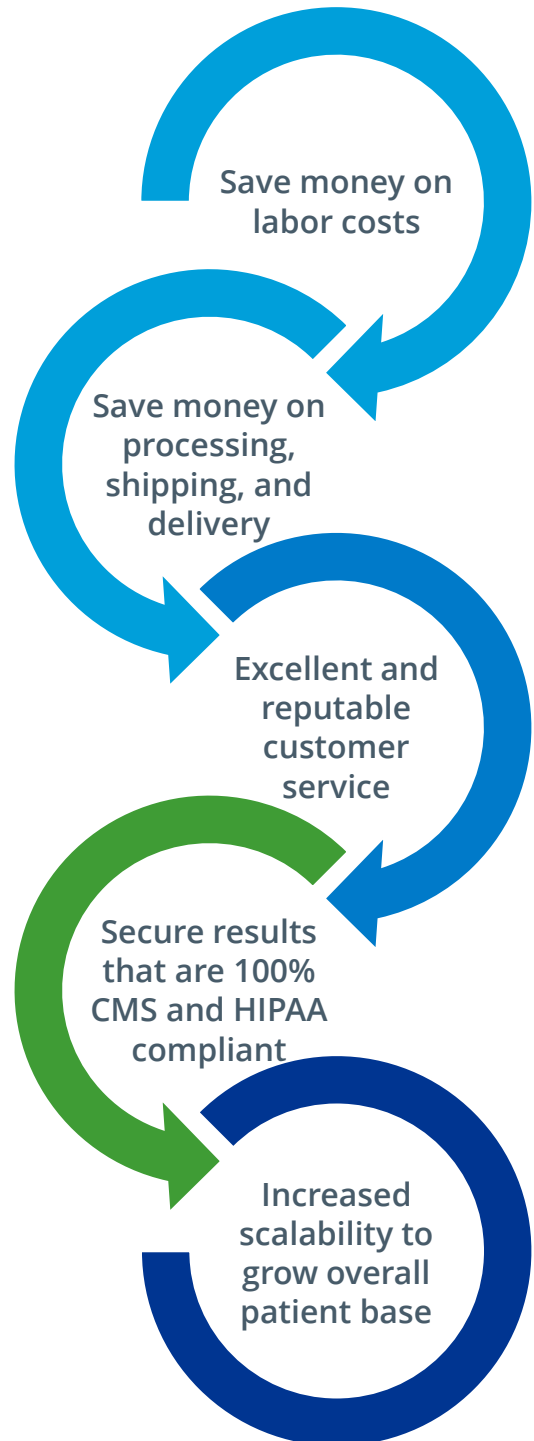 Save money on
labor costs
Save money on
processing,
shipping, and
delivery
Excellent and
reputable
customer
service
Secure results
that are 100%
CMS and HIPAA
compliant
Increased
scalability to
grow overall
patient base